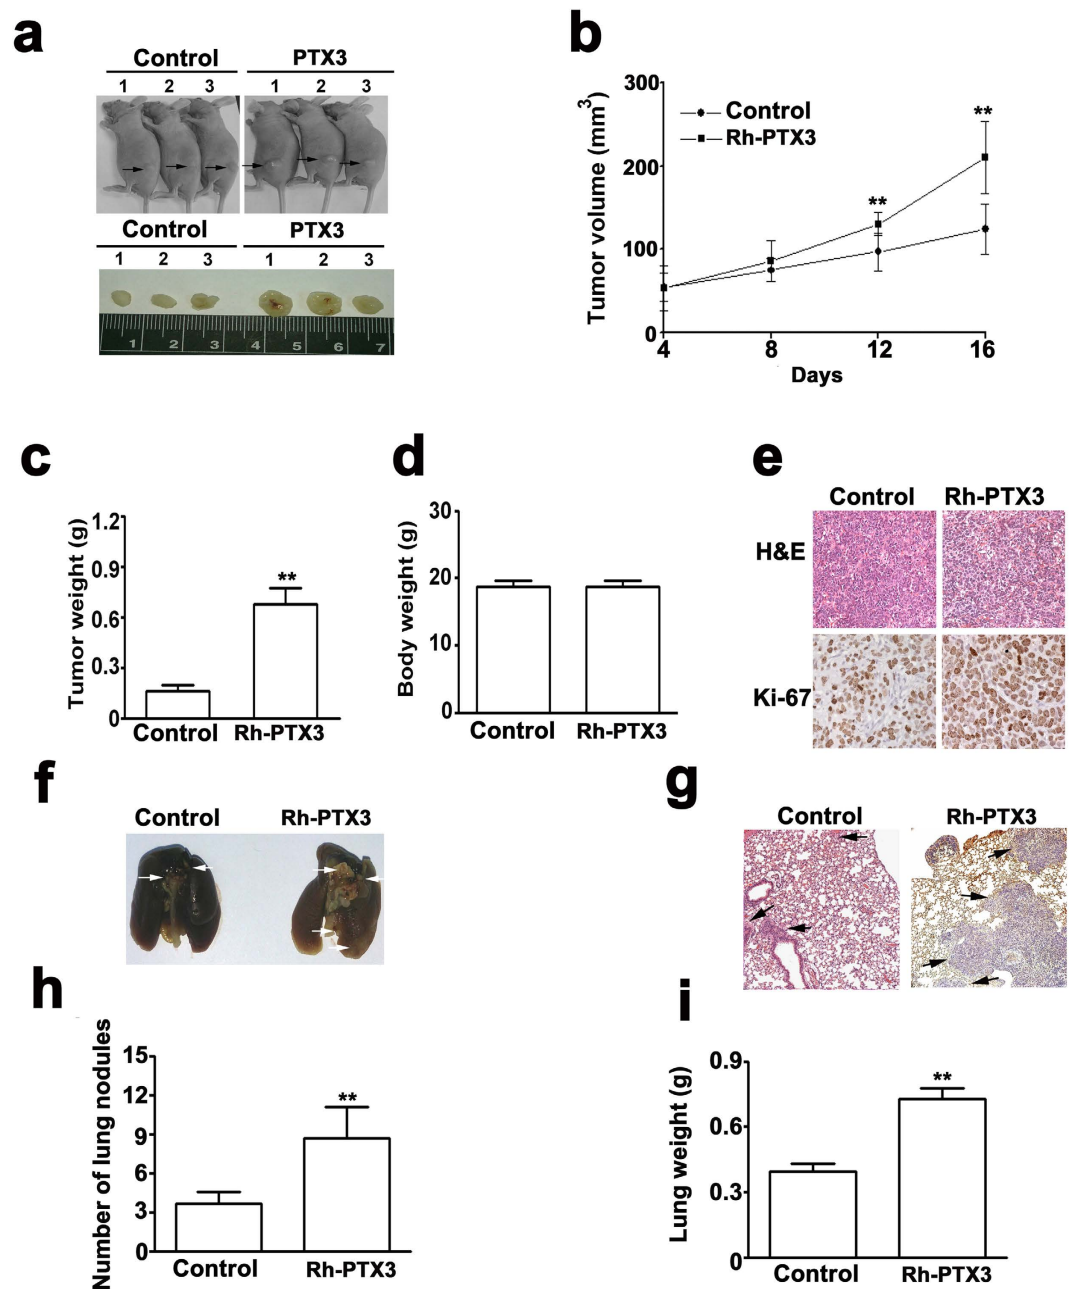 a
Control PTX3
1 2 3 1 2 3
Control PTX3
1 2 3 1 2 3
1 2 3 4 5 6 7
b
Tumor volume (mm3)
300
200
100
0
Control
Rh-PTX3
**
**
4 8 12 16
Days
c
Tumor weight (g)
1.2
0.9
0.6
0.3
0
**
Control Rh-PTX3
d
Body weight (g)
30
20
10
0
Control Rh-PTX3
e
Control Rh-PTX3
H&E
Ki-67
f
Control Rh-PTX3
g
Control Rh-PTX3
h
Number of lung nodules
15
12
9
6
3
0
**
Control Rh-PTX3
i
Lung weight (g)
0.9
0.6
0.3
0
**
Control Rh-PTX3